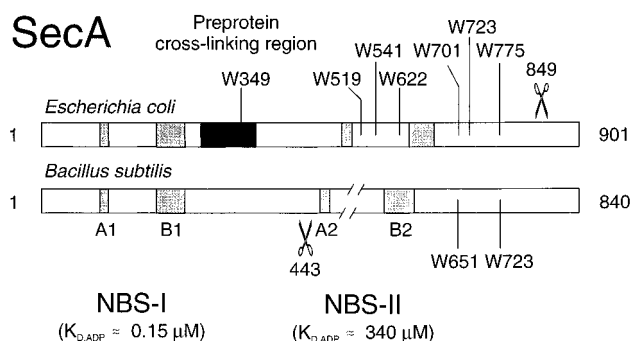 SecA
Preprotein
cross-linking region
W349
W519
W541
W622
W701
W723
W775
849
Escherichia coli
1
901
Bacillus subtilis
1
840
A1
B1
A2
B2
443
W651
W723
NBS-I
(K_D,ADP ≈ 0.15 µM)
NBS-II
(K_D,ADP ≈ 340 µM)